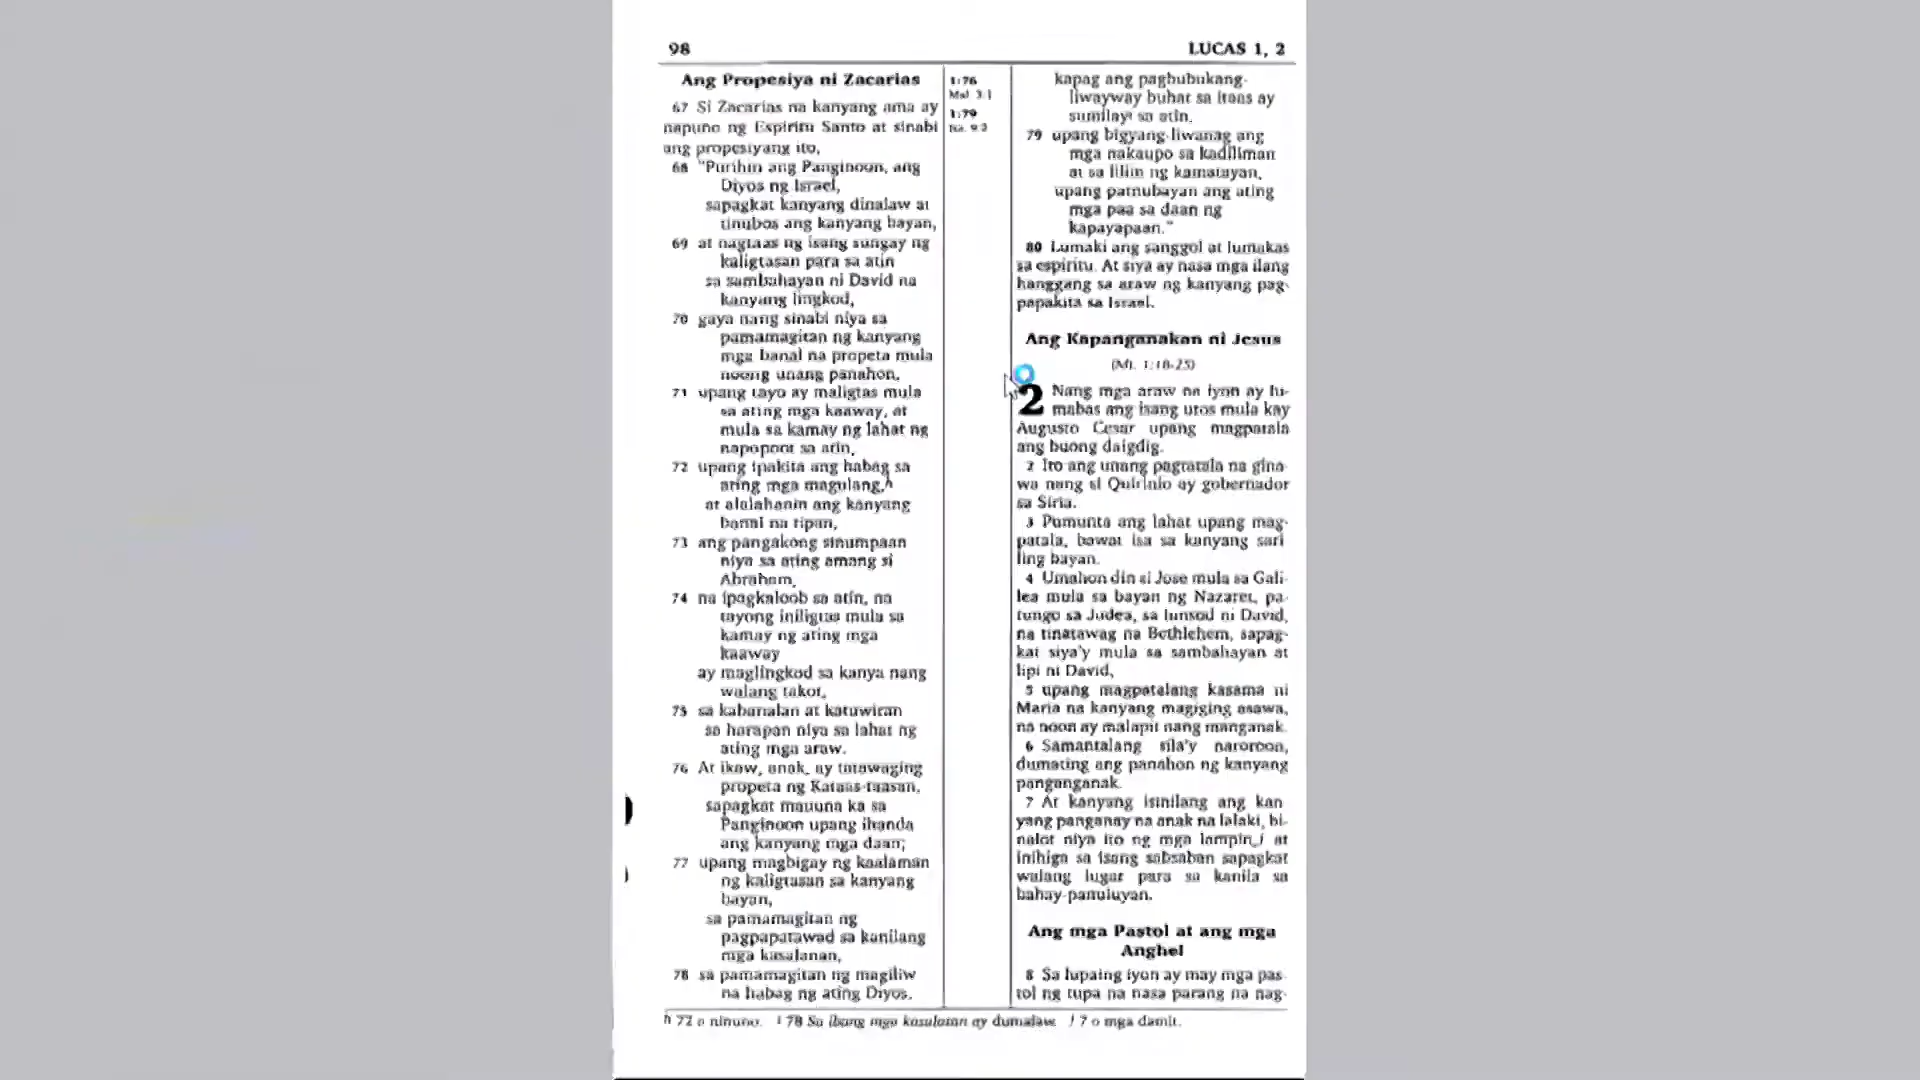 98
LUCAS 1, 2
Ang Propesiya ni Zacarias
67 Si Zacarias na kanyang ama ay
napuno ng Espiritu Santo at sinabi
ang propesiyang ito,
68 "Purihin ang Panginoon, ang
Diyos ng Israel,
sapagkat kanyang dinalaw at
tinubos ang kanyang bayan,
69 at nagtaas ng isang sungay ng
kaligtasan para sa atin
sa sambahayan ni David na
kanyang lingkod,
70 gaya nang sinabi niya sa
pamamagitan ng kanyang
mga banal na propeta mula
noong unang panahon,
71 upang tayo ay maligtas mula
sa ating mga kaaway, at
mula sa kamay ng lahat ng
napopoot sa atin,
72 upang ipakita ang habag sa
ating mga magulang,h
at alalahanin ang kanyang
banal na tipan,
73 ang pangakong sinumpaan
niya sa ating amang si
Abraham,
74 na ipagkaloob sa atin, na
tayong iniligtas mula sa
kamay ng ating mga
kaaway
ay maglingkod sa kanya nang
walang takot,
75 sa kabanalan at katuwiran
sa harapan niya sa lahat ng
ating mga araw.
76 At ikaw, anak, ay tatawaging
propeta ng Kataas-taasan,
sapagkat mauuna ka sa
Panginoon upang ihanda
ang kanyang mga daan;
77 upang magbigay ng kaalaman
ng kaligtasan sa kanyang
bayan,
sa pamamagitan ng
pagpapatawad sa kanilang
mga kasalanan,
78 sa pamamagitan ng magiliw
na habag ng ating Diyos,
1:76
Mal 3:1
1:79
Isa. 9:2
kapag ang pagbubukang-
liwayway buhat sa itaas ay
sumilayi sa atin,
79 upang bigyang-liwanag ang
mga nakaupo sa kadiliman
at sa lilim ng kamatayan,
upang patnubayan ang ating
mga paa sa daan ng
kapayapaan."
80 Lumaki ang sanggol at lumakas
sa espiritu. At siya ay nasa mga ilang
hanggang sa araw ng kanyang pag-
papakita sa Israel.
Ang Kapanganakan ni Jesus
(Mt. 1:18-25)
2 Nang mga araw na iyon ay lu-
mabas ang isang utos mula kay
Augusto Cesar upang magpatala
ang buong daigdig.
2 Ito ang unang pagtatala na gina-
wa nang si Quirinio ay gobernador
sa Siria.
3 Pumunta ang lahat upang mag-
patala, bawat isa sa kanyang sari-
ling bayan.
4 Umahon din si Jose mula sa Gali-
lea mula sa bayan ng Nazaret, pa-
tungo sa Judea, sa lunsod ni David,
na tinatawag na Bethlehem, sapag-
kat siya'y mula sa sambahayan at
lipi ni David,
5 upang magpatalang kasama ni
Maria na kanyang magiging asawa,
na noon ay malapit nang manganak.
6 Samantalang sila'y naroroon,
dumating ang panahon ng kanyang
panganganak.
7 At kanyang isinilang ang kan-
yang panganay na anak na lalaki, bi-
nalot niya ito ng mga lampin,j at
inihiga sa isang sabsaban sapagkat
walang lugar para sa kanila sa
bahay-panuluyan.
Ang mga Pastol at ang mga
Anghel
8 Sa lupaing iyon ay may mga pas-
tol ng tupa na nasa parang na nag-
h 72 o ninuno. i 78 Sa ibang mga kasulatan ay dumalaw. j 7 o mga damit.